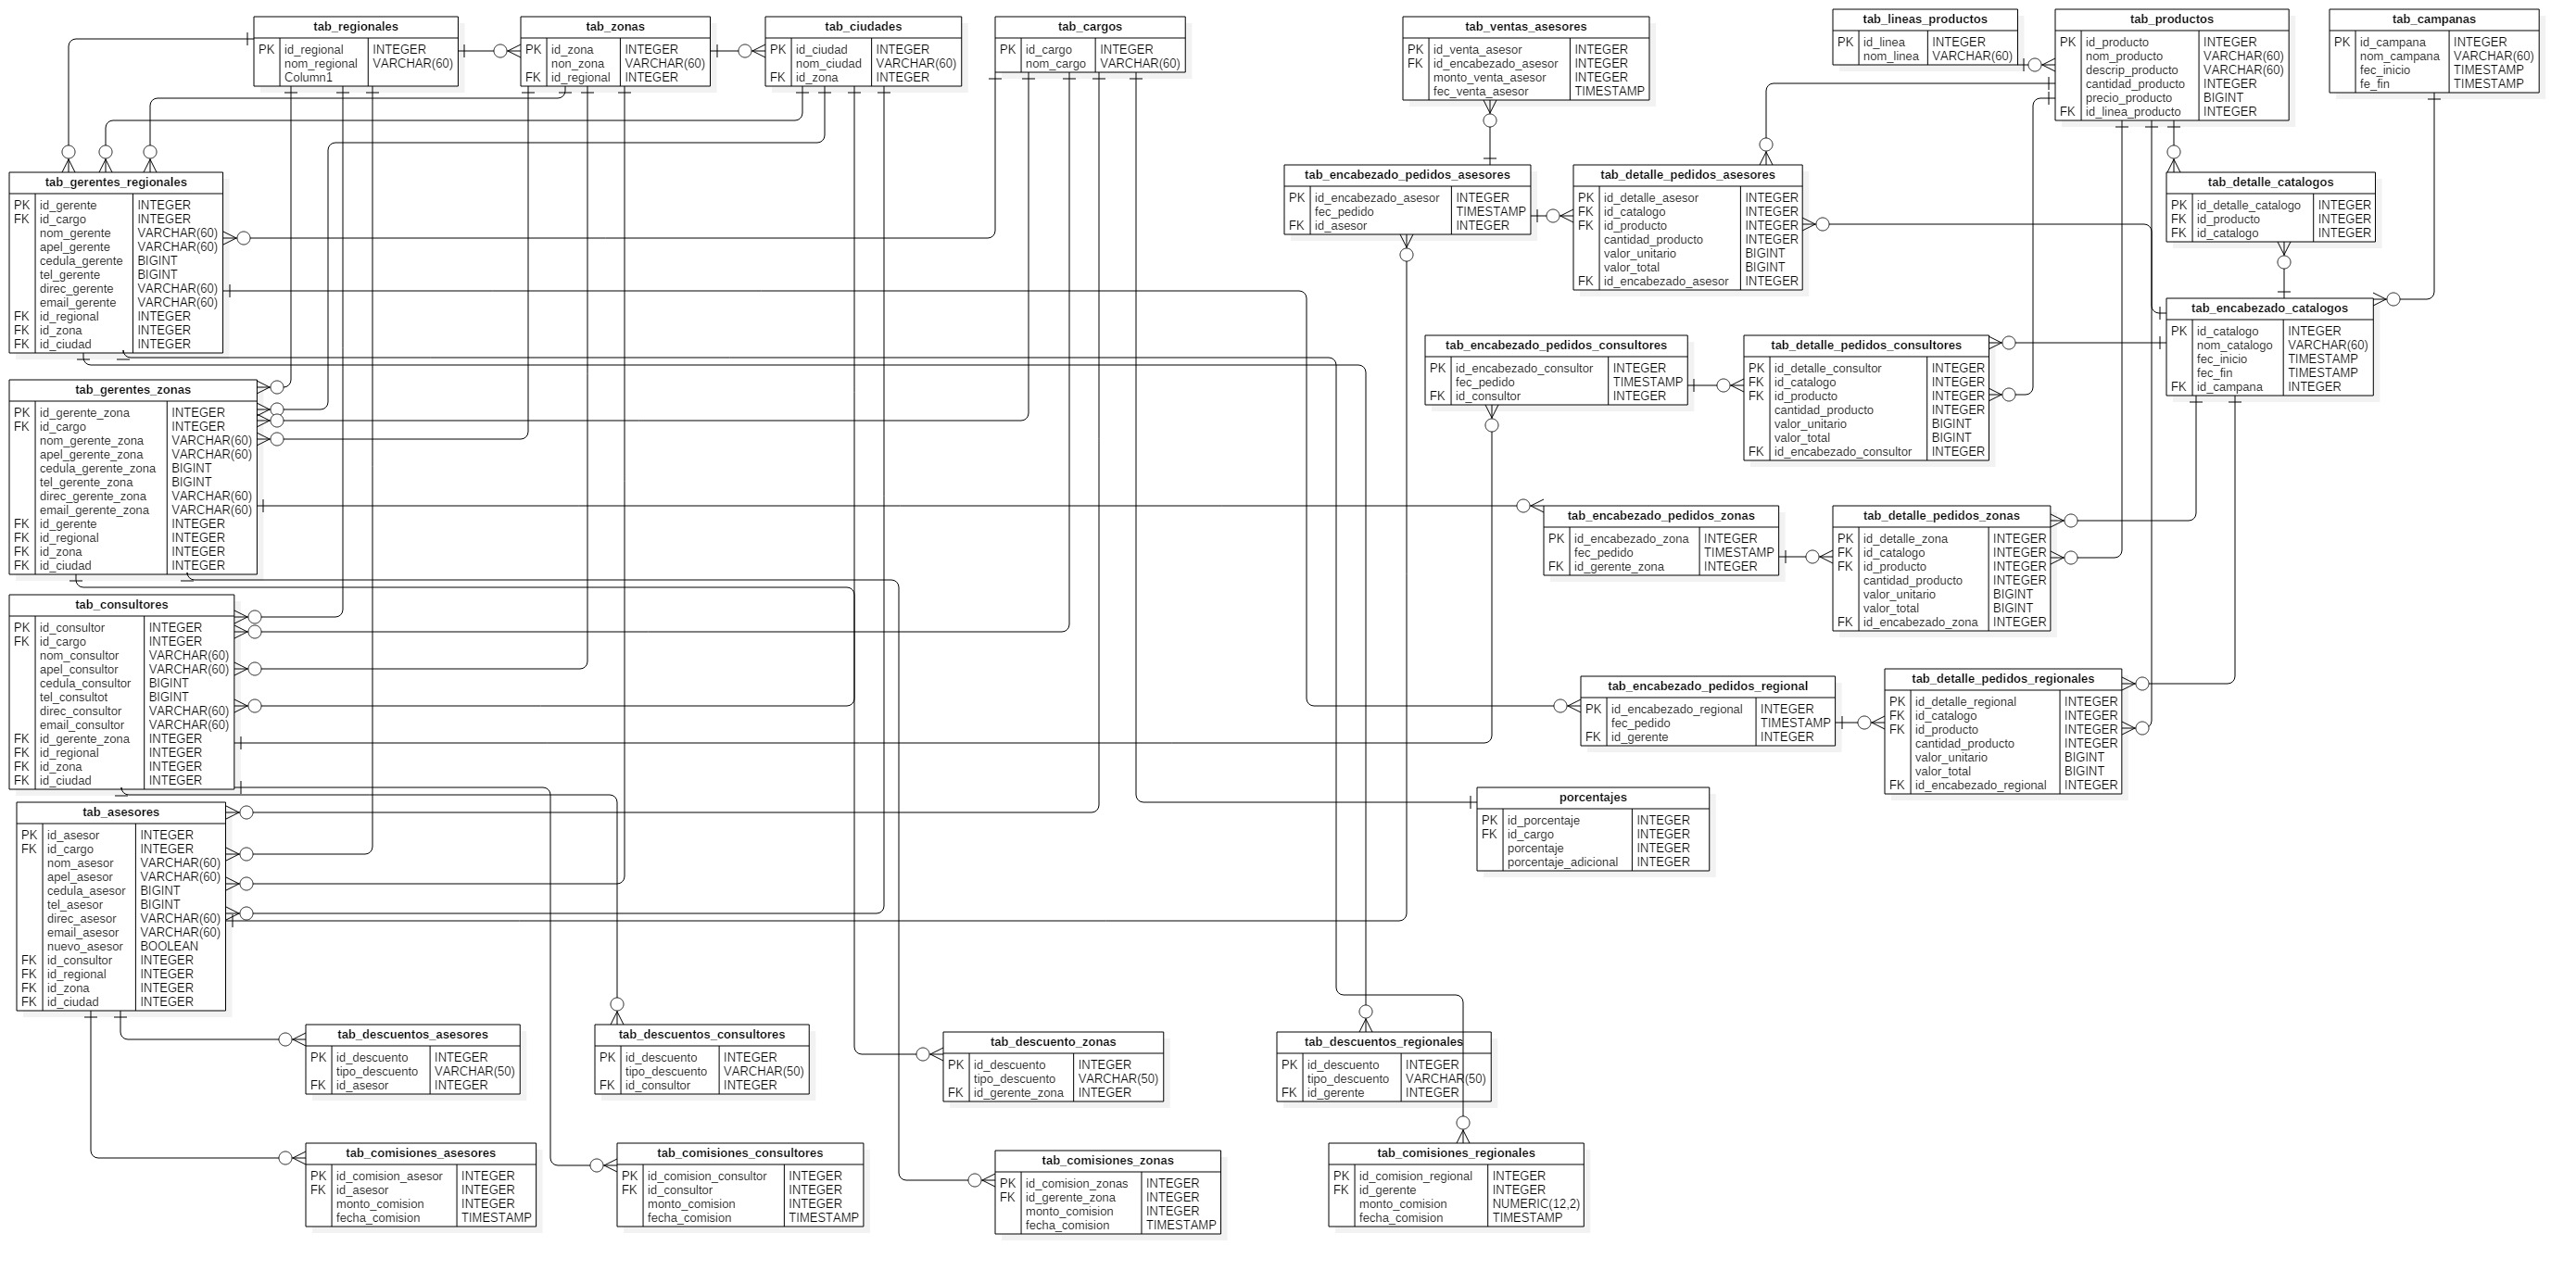 tab_regionales
PK id_regional INTEGER
nom_regional VARCHAR(60)
Column1
tab_zonas
PK id_zona INTEGER
non_zona VARCHAR(60)
FK id_regional INTEGER
tab_ciudades
PK id_ciudad INTEGER
nom_ciudad VARCHAR(60)
FK id_zona INTEGER
tab_cargos
PK id_cargo INTEGER
nom_cargo VARCHAR(60)
tab_ventas_asesores
PK id_venta_asesor INTEGER
FK id_encabezado_asesor INTEGER
monto_venta_asesor INTEGER
fec_venta_asesor TIMESTAMP
tab_lineas_productos
PK id_linea INTEGER
nom_linea VARCHAR(60)
tab_productos
PK id_producto INTEGER
nom_producto VARCHAR(60)
descrip_producto VARCHAR(60)
cantidad_producto INTEGER
precio_producto BIGINT
FK id_linea_producto INTEGER
tab_campanas
PK id_campana INTEGER
nom_campana VARCHAR(60)
fec_inicio TIMESTAMP
fe_fin TIMESTAMP
tab_gerentes_regionales
PK id_gerente INTEGER
FK id_cargo INTEGER
nom_gerente VARCHAR(60)
apel_gerente VARCHAR(60)
cedula_gerente BIGINT
tel_gerente BIGINT
direc_gerente VARCHAR(60)
email_gerente VARCHAR(60)
FK id_regional INTEGER
FK id_zona INTEGER
FK id_ciudad INTEGER
tab_encabezado_pedidos_asesores
PK id_encabezado_asesor INTEGER
fec_pedido TIMESTAMP
FK id_asesor INTEGER
tab_detalle_pedidos_asesores
PK id_detalle_asesor INTEGER
FK id_catalogo INTEGER
FK id_producto INTEGER
cantidad_producto INTEGER
valor_unitario BIGINT
valor_total BIGINT
FK id_encabezado_asesor INTEGER
tab_detalle_catalogos
PK id_detalle_catalogo INTEGER
FK id_producto INTEGER
FK id_catalogo INTEGER
tab_encabezado_catalogos
PK id_catalogo INTEGER
nom_catalogo VARCHAR(60)
fec_inicio TIMESTAMP
fec_fin TIMESTAMP
FK id_campana INTEGER
tab_encabezado_pedidos_consultores
PK id_encabezado_consultor INTEGER
fec_pedido TIMESTAMP
FK id_consultor INTEGER
tab_detalle_pedidos_consultores
PK id_detalle_consultor INTEGER
FK id_catalogo INTEGER
FK id_producto INTEGER
cantidad_producto INTEGER
valor_unitario BIGINT
valor_total BIGINT
FK id_encabezado_consultor INTEGER
tab_gerentes_zonas
PK id_gerente_zona INTEGER
FK id_cargo INTEGER
nom_gerente_zona VARCHAR(60)
apel_gerente_zona VARCHAR(60)
cedula_gerente_zona BIGINT
tel_gerente_zona BIGINT
direc_gerente_zona VARCHAR(60)
email_gerente_zona VARCHAR(60)
FK id_gerente INTEGER
FK id_regional INTEGER
FK id_zona INTEGER
FK id_ciudad INTEGER
tab_encabezado_pedidos_zonas
PK id_encabezado_zona INTEGER
fec_pedido TIMESTAMP
FK id_gerente_zona INTEGER
tab_detalle_pedidos_zonas
PK id_detalle_zona INTEGER
FK id_catalogo INTEGER
FK id_producto INTEGER
cantidad_producto INTEGER
valor_unitario BIGINT
valor_total BIGINT
FK id_encabezado_zona INTEGER
tab_consultores
PK id_consultor INTEGER
FK id_cargo INTEGER
nom_consultor VARCHAR(60)
apel_consultor VARCHAR(60)
cedula_consultor BIGINT
tel_consultot BIGINT
direc_consultor VARCHAR(60)
email_consultor VARCHAR(60)
FK id_gerente_zona INTEGER
FK id_regional INTEGER
FK id_zona INTEGER
FK id_ciudad INTEGER
tab_encabezado_pedidos_regional
PK id_encabezado_regional INTEGER
fec_pedido TIMESTAMP
FK id_gerente INTEGER
tab_detalle_pedidos_regionales
PK id_detalle_regional INTEGER
FK id_catalogo INTEGER
FK id_producto INTEGER
cantidad_producto INTEGER
valor_unitario BIGINT
valor_total BIGINT
FK id_encabezado_regional INTEGER
porcentajes
PK id_porcentaje INTEGER
FK id_cargo INTEGER
porcentaje INTEGER
porcentaje_adicional INTEGER
tab_asesores
PK id_asesor INTEGER
FK id_cargo INTEGER
nom_asesor VARCHAR(60)
apel_asesor VARCHAR(60)
cedula_asesor BIGINT
tel_asesor BIGINT
direc_asesor VARCHAR(60)
email_asesor VARCHAR(60)
nuevo_asesor BOOLEAN
FK id_consultor INTEGER
FK id_regional INTEGER
FK id_zona INTEGER
FK id_ciudad INTEGER
tab_descuentos_asesores
PK id_descuento INTEGER
tipo_descuento VARCHAR(50)
FK id_asesor INTEGER
tab_descuentos_consultores
PK id_descuento INTEGER
tipo_descuento VARCHAR(50)
FK id_consultor INTEGER
tab_descuento_zonas
PK id_descuento INTEGER
tipo_descuento VARCHAR(50)
FK id_gerente_zona INTEGER
tab_descuentos_regionales
PK id_descuento INTEGER
tipo_descuento VARCHAR(50)
FK id_gerente INTEGER
tab_comisiones_asesores
PK id_comision_asesor INTEGER
FK id_asesor INTEGER
monto_comision INTEGER
fecha_comision TIMESTAMP
tab_comisiones_consultores
PK id_comision_consultor INTEGER
FK id_consultor INTEGER
monto_comision INTEGER
fecha_comision TIMESTAMP
tab_comisiones_zonas
PK id_comision_zonas INTEGER
FK id_gerente_zona INTEGER
monto_comision INTEGER
fecha_comision TIMESTAMP
tab_comisiones_regionales
PK id_comision_regional INTEGER
FK id_gerente INTEGER
monto_comision NUMERIC(12,2)
fecha_comision TIMESTAMP